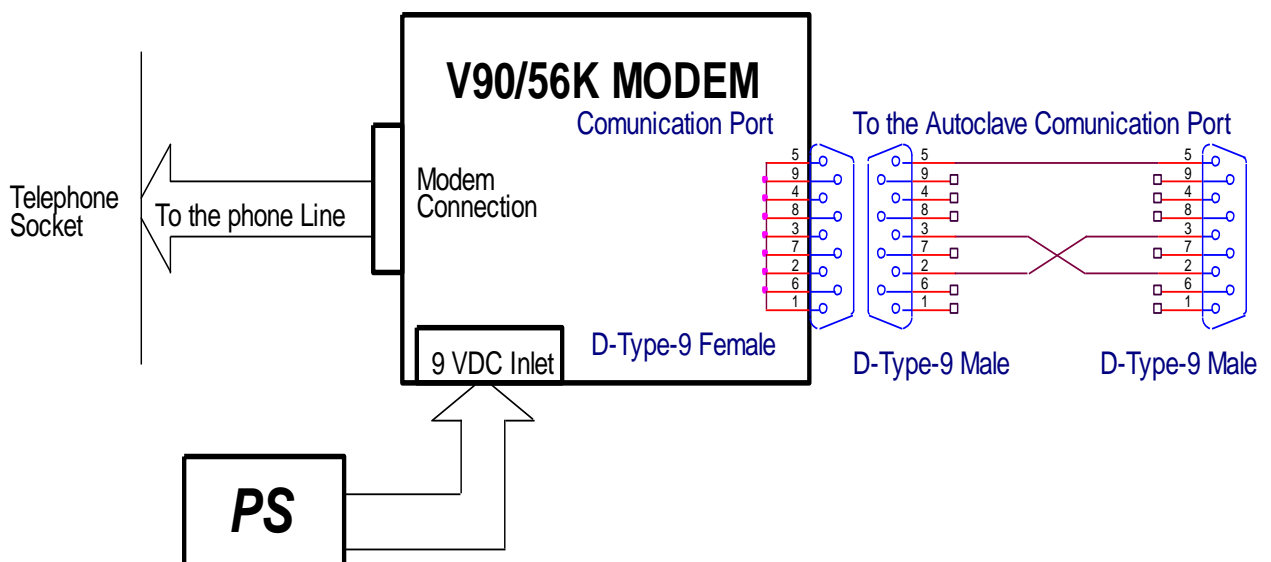 V90/56K MODEM
Comunication Port
To the Autoclave Comunication Port
Telephone
Socket
To the phone Line
Modem
Connection
5
9
4
8
3
7
2
6
1
5
9
4
8
3
7
2
6
1
5
9
4
8
3
7
2
6
1
D-Type-9 Female
D-Type-9 Male
D-Type-9 Male
9 VDC Inlet
PS